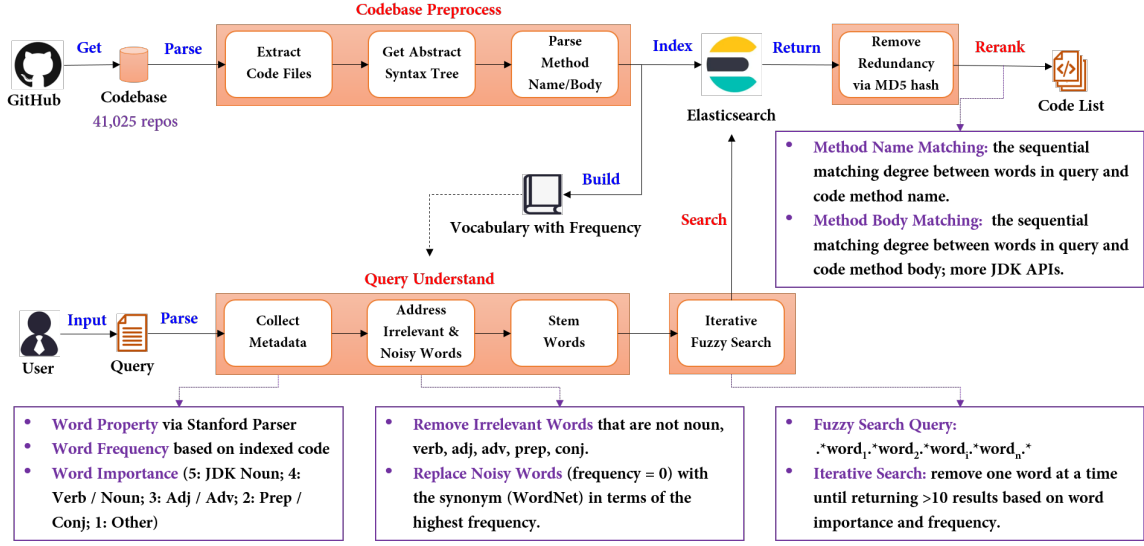 Codebase Preprocess
Get
Parse
Extract
Code Files
Get Abstract
Syntax Tree
Parse
Method
Name/Body
Index
Return
Remove
Redundancy
via MD5 hash
Rerank
GitHub
Codebase
41,025 repos
Elasticsearch
Code List
Build
Vocabulary with Frequency
Search
• Method Name Matching: the sequential
matching degree between words in query and
code method name.
• Method Body Matching: the sequential
matching degree between words in query and
code method body; more JDK APIs.
Query Understand
Input
Parse
Collect
Metadata
Address
Irrelevant &
Noisy Words
Stem
Words
Iterative
Fuzzy Search
User
Query
• Word Property via Stanford Parser
• Word Frequency based on indexed code
• Word Importance (5: JDK Noun; 4:
Verb / Noun; 3: Adj / Adv; 2: Prep /
Conj; 1: Other)
• Remove Irrelevant Words that are not noun,
verb, adj, adv, prep, conj.
• Replace Noisy Words (frequency = 0) with
the synonym (WordNet) in terms of the
highest frequency.
• Fuzzy Search Query:
.*word1.*word2.*wordi.*wordn.*
• Iterative Search: remove one word at a time
until returning >10 results based on word
importance and frequency.